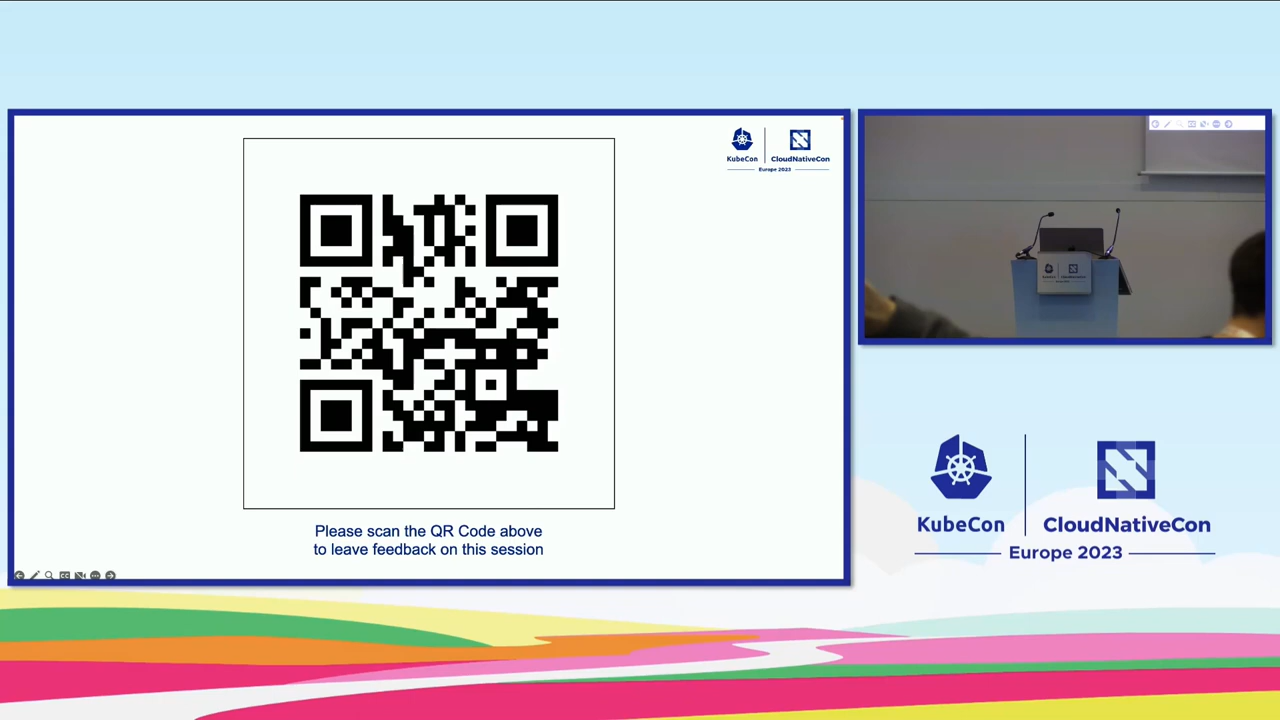 KubeCon
CloudNativeCon
Europe 2023
Please scan the QR Code above
to leave feedback on this session
KubeCon
CloudNativeCon
Europe 2023